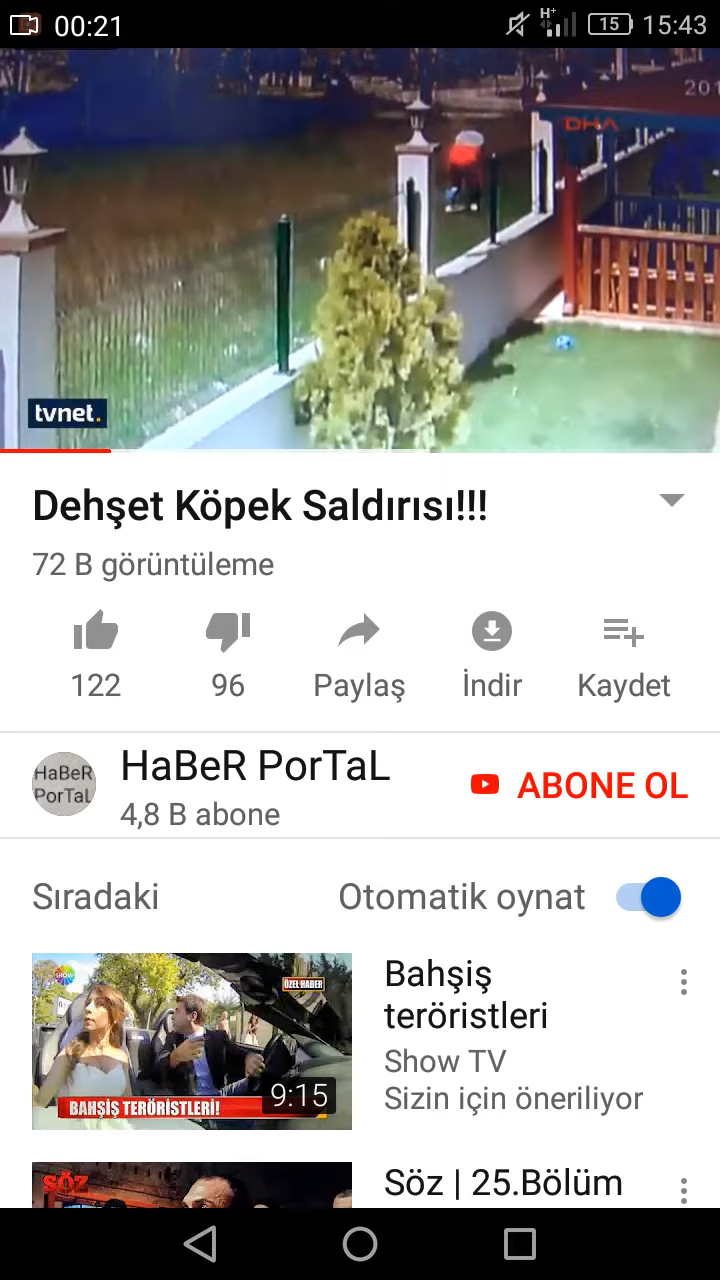 00:21
H+
15
15:43
201
DHA
tvnet.
Dehşet Köpek Saldırısı!!!
72 B görüntüleme
122
96
Paylaş
İndir
Kaydet
HaBeR
PorTaL
HaBeR PorTaL
4,8 B abone
ABONE OL
Sıradaki
Otomatik oynat
SHOW
ÖZEL HABER
BAHŞİŞ TERÖRİSTLERİ!
9:15
Bahşiş
teröristleri
Show TV
Sizin için öneriliyor
SÖZ
Söz | 25.Bölüm